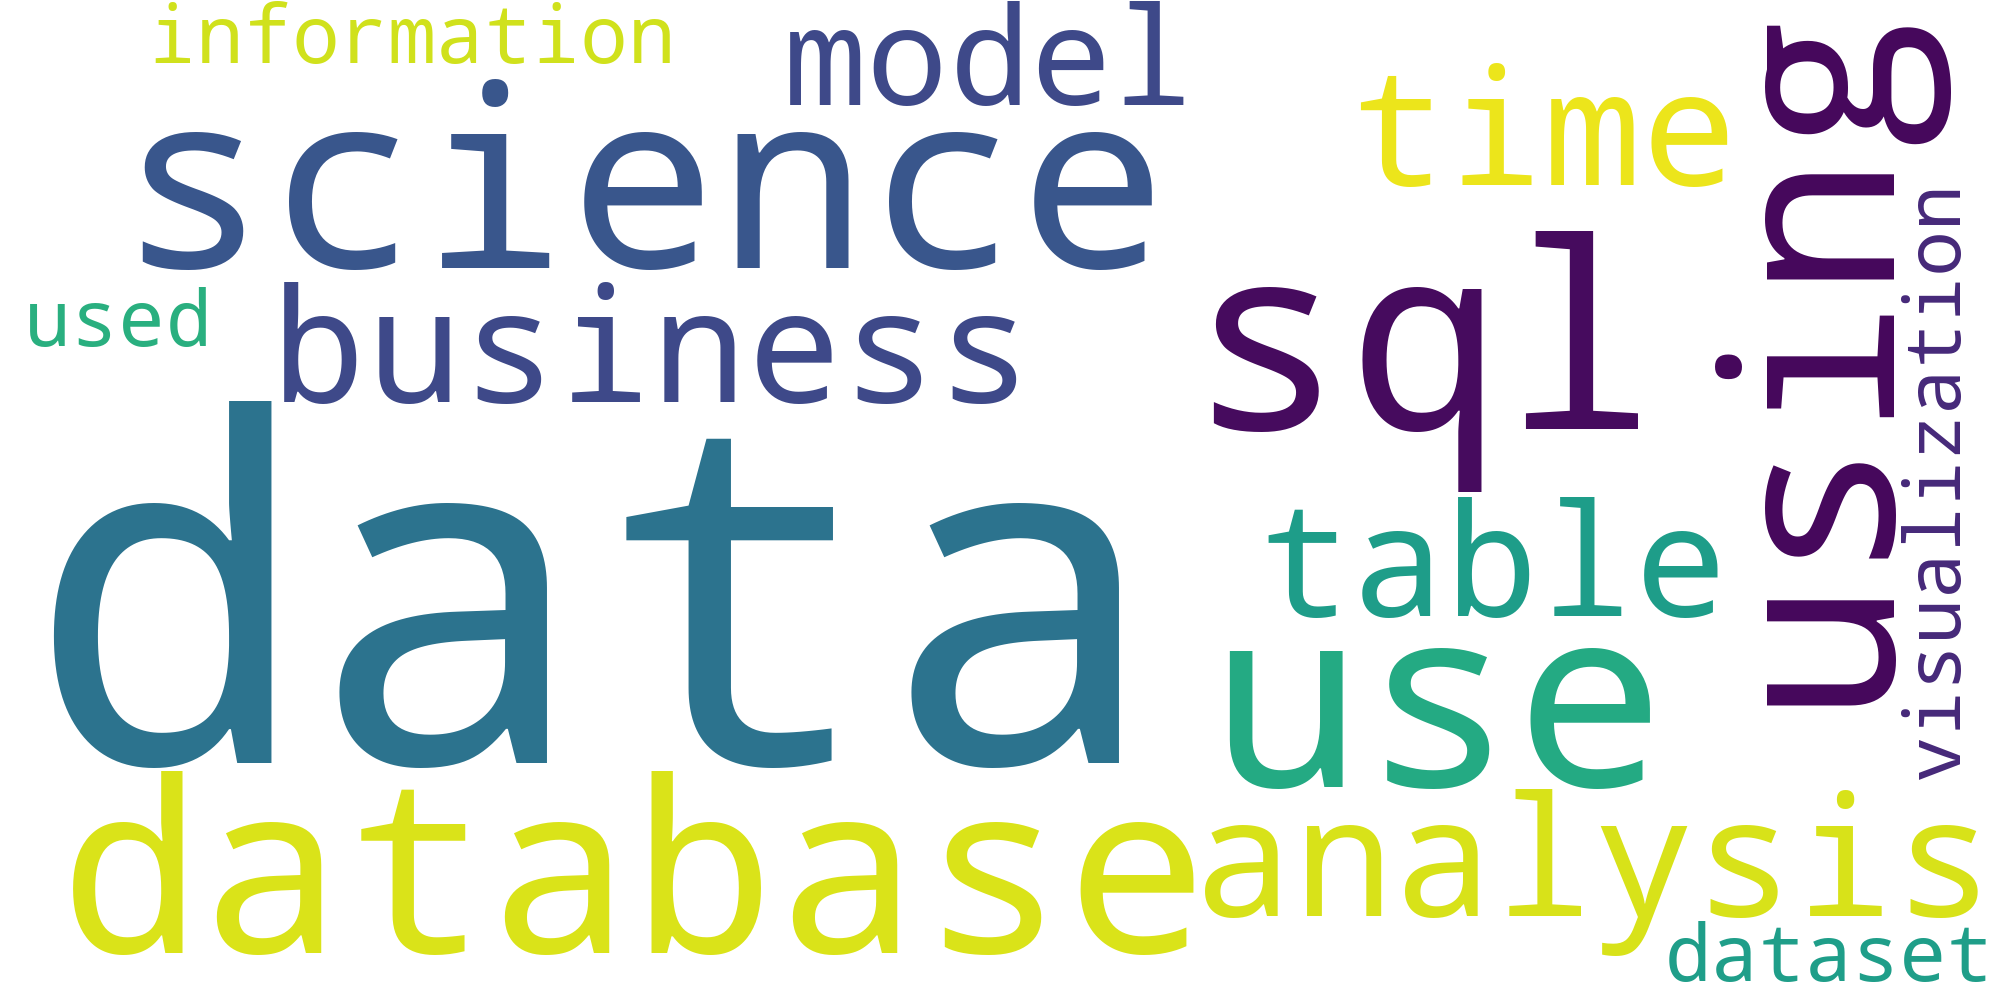 information
model
time
science
using
visualization
sql
used
business
data
table
use
database
analysis
dataset